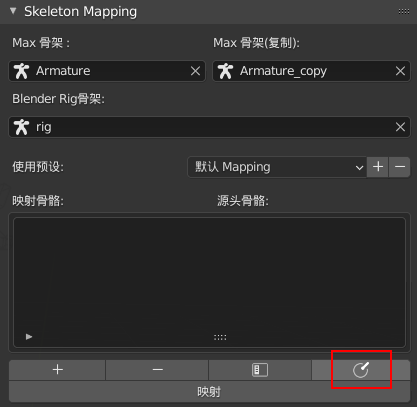 Skeleton Mapping
Max 骨架 : Max 骨架(复制):
Armature Armature_copy
Blender Rig骨架:
rig
使用预设: 默认 Mapping
映射骨骼: 源头骨骼:
映射